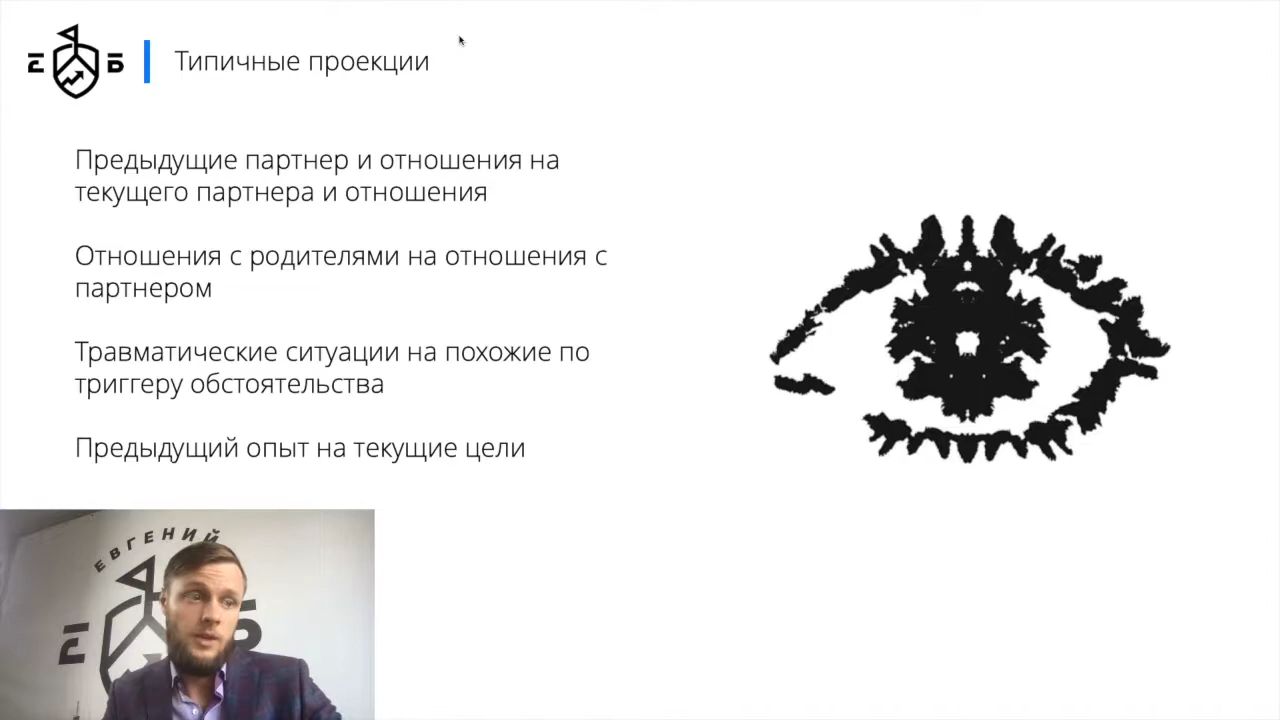 Е Б
Типичные проекции
Предыдущие партнер и отношения на
текущего партнера и отношения
Отношения с родителями на отношения с
партнером
Травматические ситуации на похожие по
триггеру обстоятельства
Предыдущий опыт на текущие цели
ЕВГЕНИЙ
Е Б